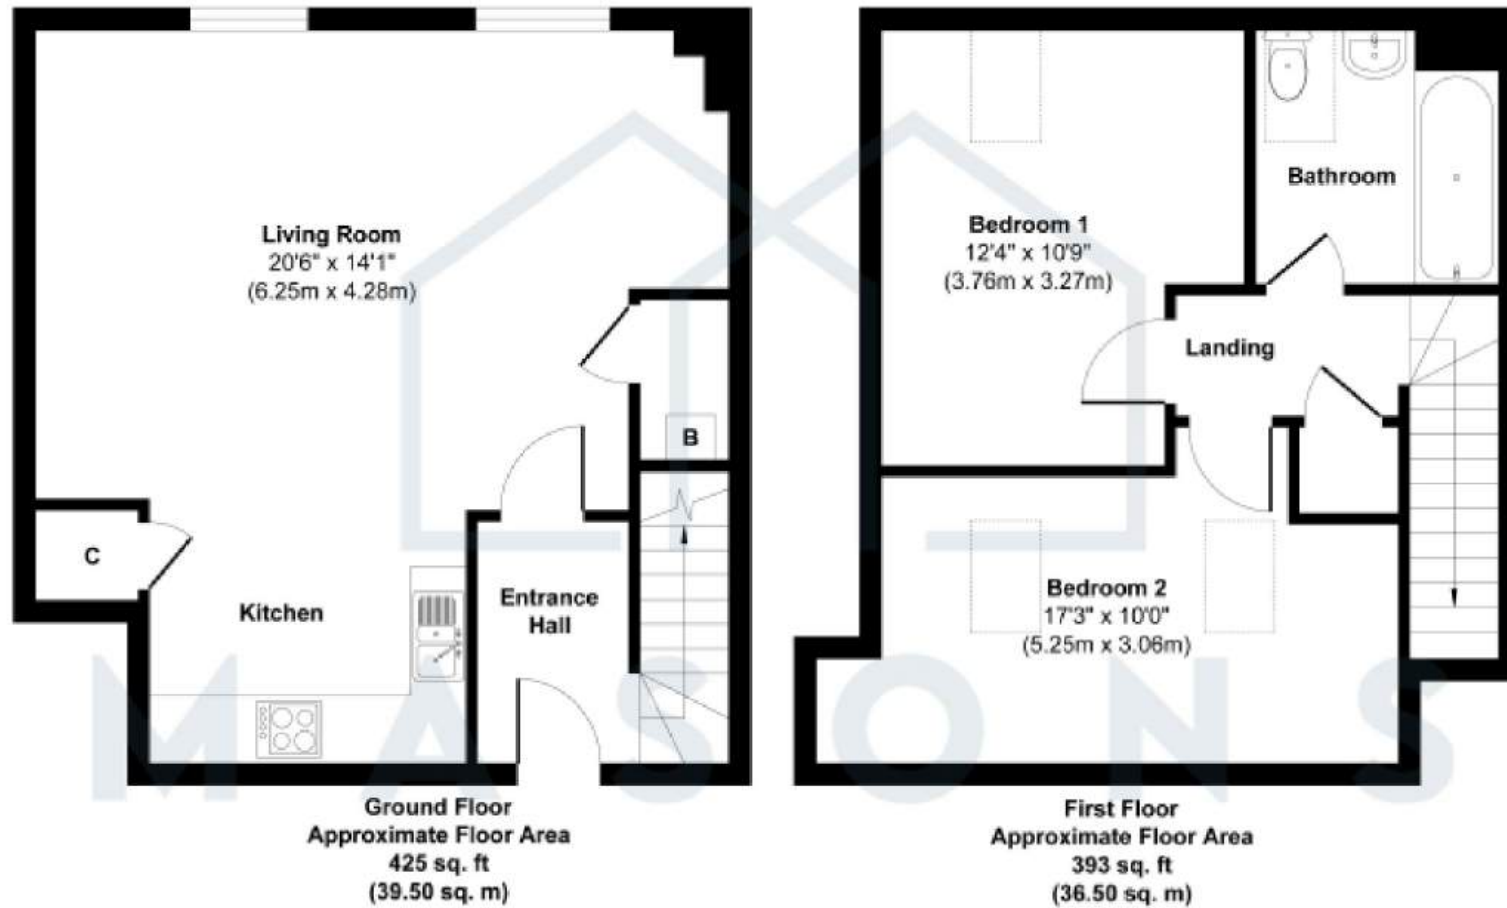 Living Room
20'6" x 14'1"
(6.25m x 4.28m)
B
C
Kitchen
Entrance
Hall
Ground Floor
Approximate Floor Area
425 sq. ft
(39.50 sq. m)
Bathroom
Bedroom 1
12'4" x 10'9"
(3.76m x 3.27m)
Landing
Bedroom 2
17'3" x 10'0"
(5.25m x 3.06m)
First Floor
Approximate Floor Area
393 sq. ft
(36.50 sq. m)
MASONS